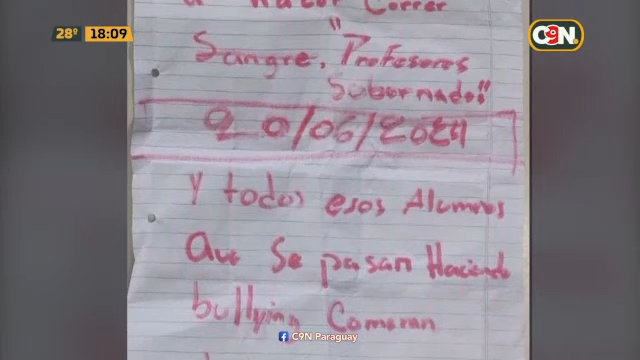 28º 18:09
C9N.
a Haber Correr
Sangre, "Profesores
Sobornados"
20/06/2024
Y todos esos Alumnos
Que se pasan Haciendo
bullying Comeran
C9N Paraguay